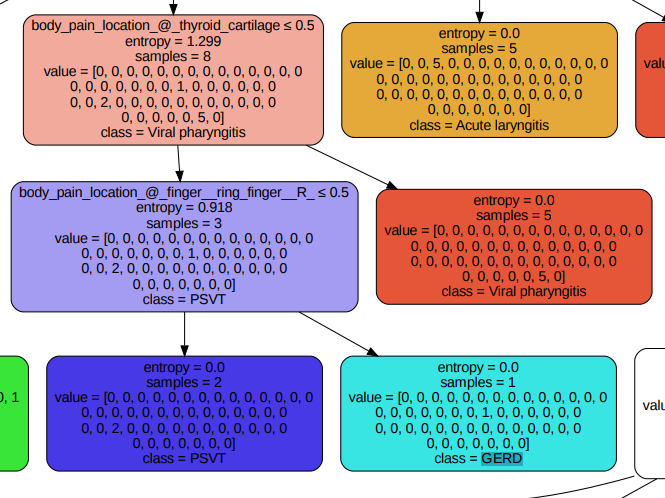 body_pain_location_@_thyroid_cartilage ≤ 0.5
entropy = 1.299
samples = 8
value = [0, 0, 0, 0, 0, 0, 0, 0, 0, 0, 0, 0, 0, 0
0, 0, 0, 0, 0, 0, 0, 1, 0, 0, 0, 0, 0, 0
0, 0, 2, 0, 0, 0, 0, 0, 0, 0, 0, 0, 0, 0
0, 0, 0, 0, 0, 5, 0]
class = Viral pharyngitis
entropy = 0.0
samples = 5
value = [0, 0, 5, 0, 0, 0, 0, 0, 0, 0, 0, 0, 0, 0
0, 0, 0, 0, 0, 0, 0, 0, 0, 0, 0, 0, 0, 0
0, 0, 0, 0, 0, 0, 0, 0, 0, 0, 0, 0, 0, 0
0, 0, 0, 0, 0, 0, 0]
class = Acute laryngitis
valu
body_pain_location_@_finger__ring_finger__R_ ≤ 0.5
entropy = 0.918
samples = 3
value = [0, 0, 0, 0, 0, 0, 0, 0, 0, 0, 0, 0, 0, 0
0, 0, 0, 0, 0, 0, 0, 1, 0, 0, 0, 0, 0, 0
0, 0, 2, 0, 0, 0, 0, 0, 0, 0, 0, 0, 0, 0
0, 0, 0, 0, 0, 0, 0]
class = PSVT
entropy = 0.0
samples = 5
value = [0, 0, 0, 0, 0, 0, 0, 0, 0, 0, 0, 0, 0, 0
0, 0, 0, 0, 0, 0, 0, 0, 0, 0, 0, 0, 0, 0
0, 0, 0, 0, 0, 0, 0, 0, 0, 0, 0, 0, 0, 0
0, 0, 0, 0, 0, 5, 0]
class = Viral pharyngitis
0, 1
entropy = 0.0
samples = 2
value = [0, 0, 0, 0, 0, 0, 0, 0, 0, 0, 0, 0, 0, 0
0, 0, 0, 0, 0, 0, 0, 0, 0, 0, 0, 0, 0, 0
0, 0, 2, 0, 0, 0, 0, 0, 0, 0, 0, 0, 0, 0
0, 0, 0, 0, 0, 0, 0]
class = PSVT
entropy = 0.0
samples = 1
value = [0, 0, 0, 0, 0, 0, 0, 0, 0, 0, 0, 0, 0, 0
0, 0, 0, 0, 0, 0, 0, 1, 0, 0, 0, 0, 0, 0
0, 0, 0, 0, 0, 0, 0, 0, 0, 0, 0, 0, 0, 0
0, 0, 0, 0, 0, 0, 0]
class = GERD
valu